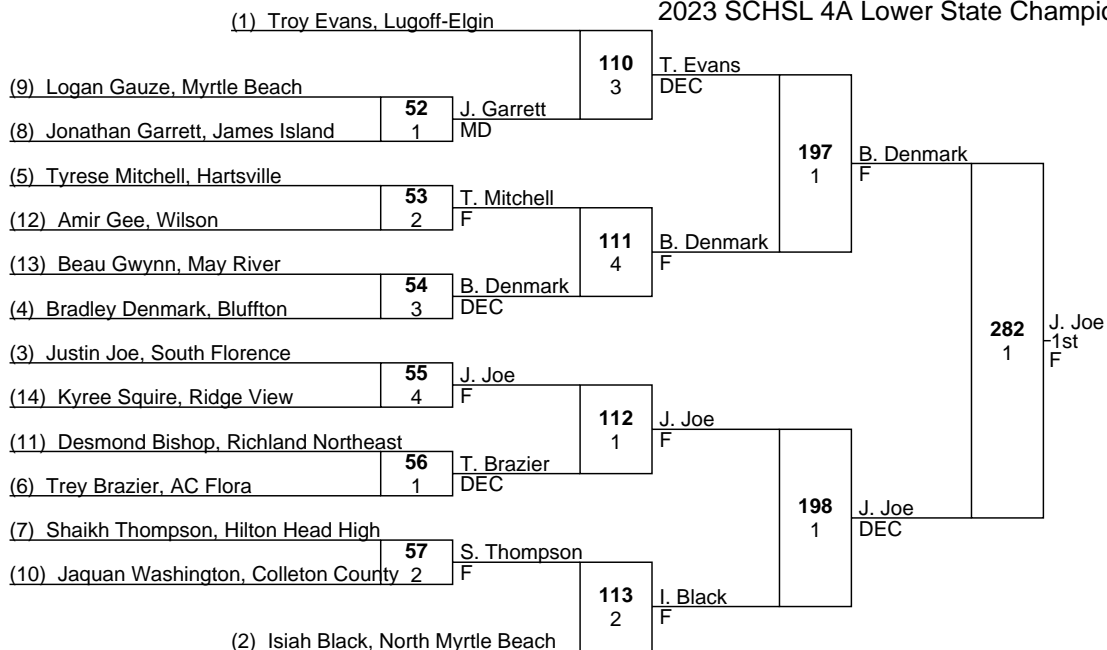 2023 SCHSL 4A Lower State Champio
(1) Troy Evans, Lugoff-Elgin
110
3
T. Evans
DEC
(9) Logan Gauze, Myrtle Beach
52
1
J. Garrett
MD
(8) Jonathan Garrett, James Island
197
1
B. Denmark
F
(5) Tyrese Mitchell, Hartsville
53
2
T. Mitchell
F
(12) Amir Gee, Wilson
111
4
B. Denmark
F
(13) Beau Gwynn, May River
54
3
B. Denmark
DEC
(4) Bradley Denmark, Bluffton
282
1
J. Joe
1st
F
(3) Justin Joe, South Florence
55
4
J. Joe
F
(14) Kyree Squire, Ridge View
112
1
J. Joe
F
(11) Desmond Bishop, Richland Northeast
56
1
T. Brazier
DEC
(6) Trey Brazier, AC Flora
198
1
J. Joe
DEC
(7) Shaikh Thompson, Hilton Head High
57
2
S. Thompson
F
(10) Jaquan Washington, Colleton County
113
2
I. Black
F
(2) Isiah Black, North Myrtle Beach